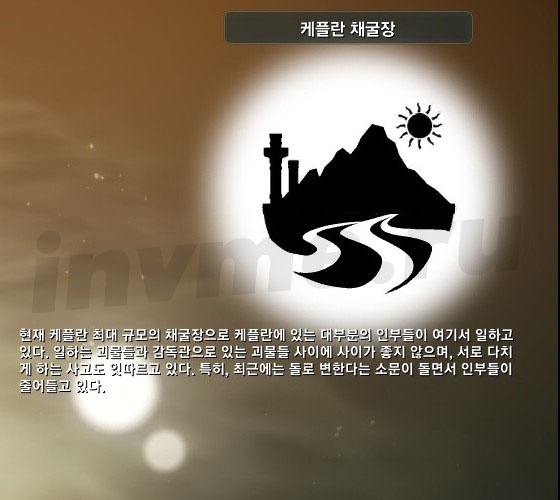 케플란 채굴장
invme.ru
현재 케플란 최대 규모의 채굴장으로 케플란에 있는 대부분의 인부들이 여기서 일하고
있다. 일하는 괴물들과 감독관으로 있는 괴물들 사이에 사이가 좋지 않으며, 서로 다치
게 하는 사고도 잇따르고 있다. 특히, 최근에는 돌로 변한다는 소문이 돌면서 인부들이
줄어들고 있다.